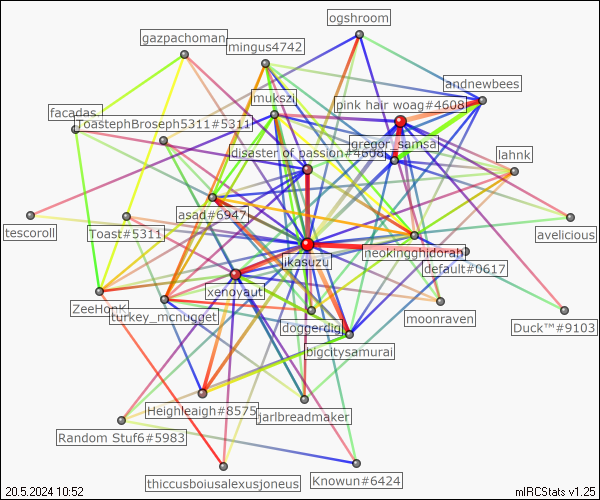 ogshroom
gazpachoman
mingus4742
andnewbees
mukszi
pink hair woag#4608
facadas.
ToastephBroseph5311#5311
gregor_samsa
disaster of passion#4608
lahnk
asad#6947
tescoroll
Toast#5311
avelicious
jkasuzu
neokingghidorah
default#0617
xenoyaut
ZeeHonk
turkey_mcnugget
moonraven
doggerdig
Duck™#9103
bigcitysamurai
Heighleaigh#8575
jarlbreadmaker
Random Stuf6#5983
thiccusboiusalexusjoneus
Knowun#6424
20.5.2024 10:52
mIRCStats v1.25